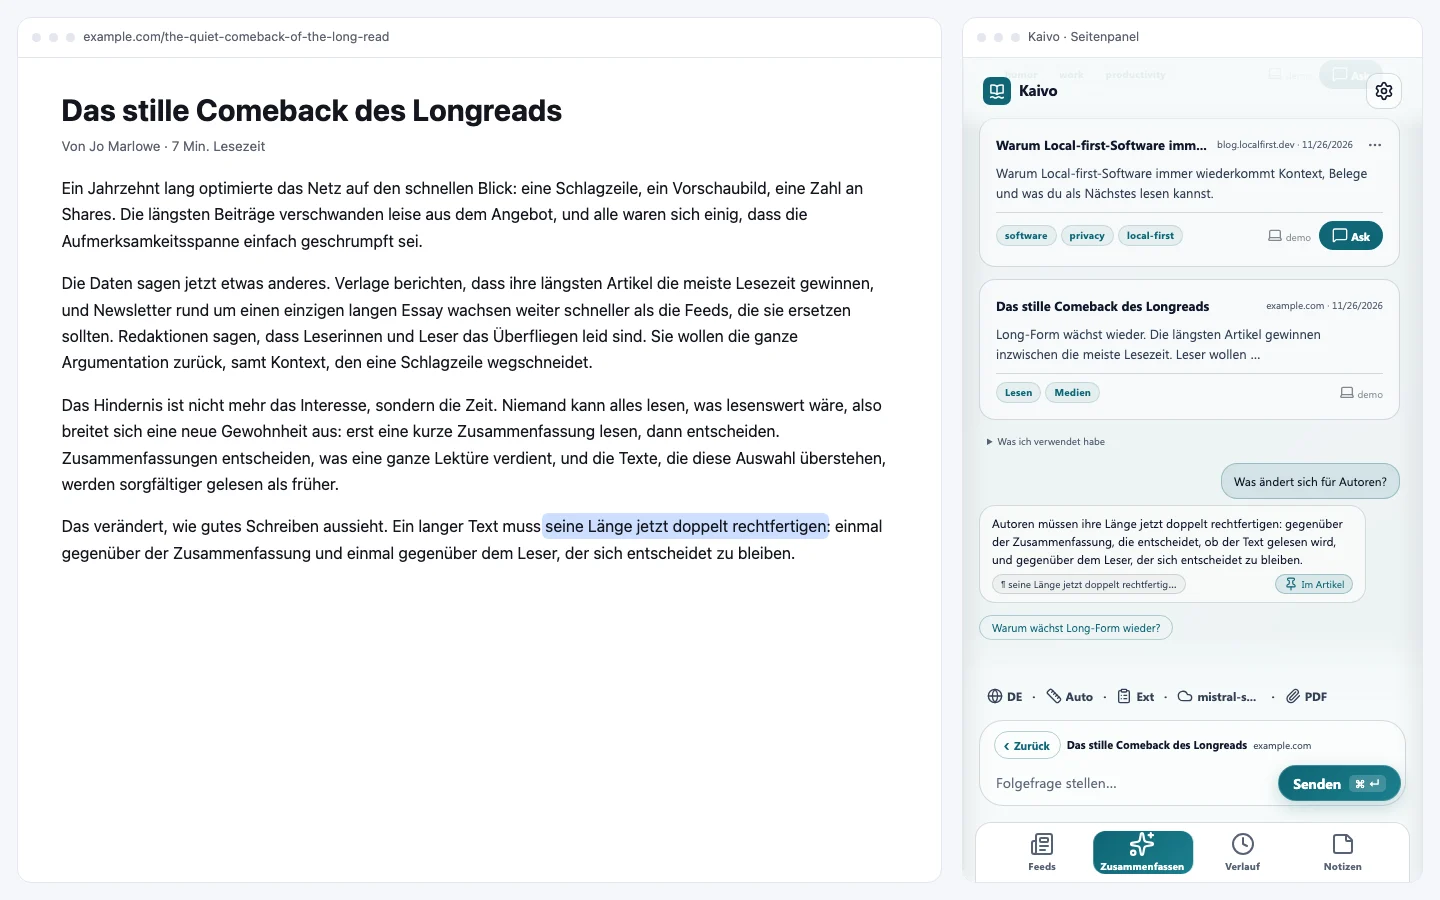 example.com/the-quiet-comeback-of-the-long-read
Das stille Comeback des Longreads
Von Jo Marlowe · 7 Min. Lesezeit
Ein Jahrzehnt lang optimierte das Netz auf den schnellen Blick: eine Schlagzeile, ein Vorschaubild, eine Zahl an
Shares. Die längsten Beiträge verschwanden leise aus dem Angebot, und alle waren sich einig, dass die
Aufmerksamkeitsspanne einfach geschrumpft sei.
Die Daten sagen jetzt etwas anderes. Verlage berichten, dass ihre längsten Artikel die meiste Lesezeit gewinnen,
und Newsletter rund um einen einzigen langen Essay wachsen weiter schneller als die Feeds, die sie ersetzen
sollten. Redaktionen sagen, dass Leserinnen und Leser das Überfliegen leid sind. Sie wollen die ganze
Argumentation zurück, samt Kontext, den eine Schlagzeile wegschneidet.
Das Hindernis ist nicht mehr das Interesse, sondern die Zeit. Niemand kann alles lesen, was lesenswert wäre, also
breitet sich eine neue Gewohnheit aus: erst eine kurze Zusammenfassung lesen, dann entscheiden.
Zusammenfassungen entscheiden, was eine ganze Lektüre verdient, und die Texte, die diese Auswahl überstehen,
werden sorgfältiger gelesen als früher.
Das verändert, wie gutes Schreiben aussieht. Ein langer Text muss seine Länge jetzt doppelt rechtfertigen: einmal
gegenüber der Zusammenfassung und einmal gegenüber dem Leser, der sich entscheidet zu bleiben.
Kaivo · Seitenpanel
humor work productivity demo Ask
Kaivo
Warum Local-first-Software imm... blog.localfirst.dev · 11/26/2026 ···
Warum Local-first-Software immer wiederkommt Kontext, Belege
und was du als Nächstes lesen kannst.
software privacy local-first demo Ask
Das stille Comeback des Longreads example.com · 11/26/2026
Long-Form wächst wieder. Die längsten Artikel gewinnen
inzwischen die meiste Lesezeit. Leser wollen ...
Lesen Medien demo
▶ Was ich verwendet habe
Was ändert sich für Autoren?
Autoren müssen ihre Länge jetzt doppelt rechtfertigen: gegenüber
der Zusammenfassung, die entscheidet, ob der Text gelesen wird,
und gegenüber dem Leser, der sich entscheidet zu bleiben.
¶ seine Länge jetzt doppelt rechtfertig... Im Artikel
Warum wächst Long-Form wieder?
DE · Auto · Ext · mistral-s... · PDF
‹ Zurück Das stille Comeback des Longreads example.com
Folgefrage stellen... Senden ⌘ ↵
Feeds Zusammenfassen Verlauf Notizen